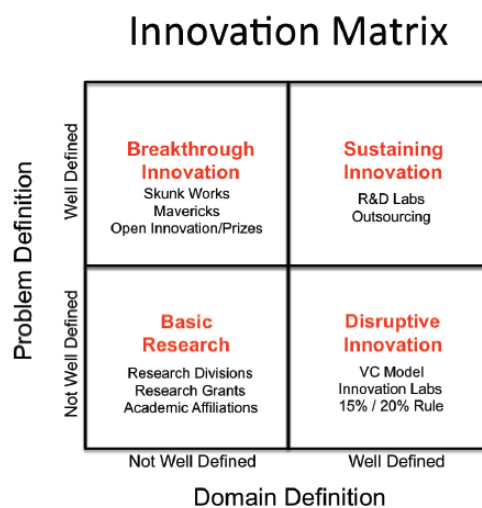 Innovation Matrix
Problem Definition
Well Defined
Not Well Defined
Breakthrough
Innovation
Skunk Works
Mavericks
Open Innovation/Prizes
Sustaining
Innovation
R&D Labs
Outsourcing
Basic
Research
Research Divisions
Research Grants
Academic Affiliations
Disruptive
Innovation
VC Model
Innovation Labs
15% / 20% Rule
Not Well Defined
Well Defined
Domain Definition